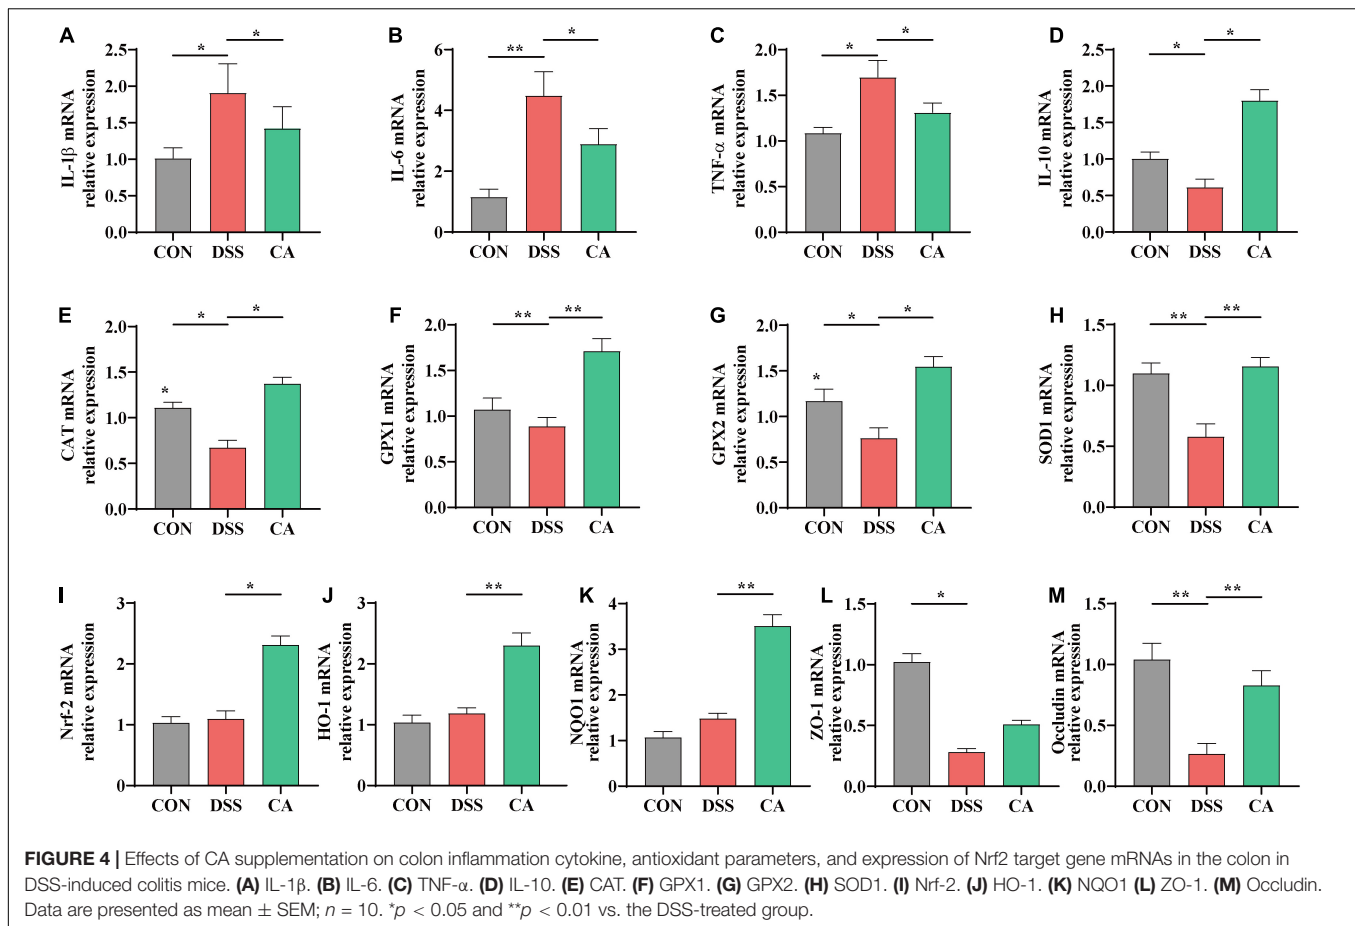 A B C D
* * * * * * * *
IL-1β mRNA
relative expression
2.5
2.0
1.5
1.0
0.5
0.0
CON DSS CA
** *
IL-6 mRNA
relative expression
6
4
2
0
CON DSS CA
TNF-α mRNA
relative expression
2.0
1.5
1.0
0.5
0.0
CON DSS CA
IL-10 mRNA
relative expression
2.5
2.0
1.5
1.0
0.5
0.0
CON DSS CA
E
* *
*
CAT mRNA
relative expression
2.0
1.5
1.0
0.5
0.0
CON DSS CA
F
** **
GPX1 mRNA
relative expression
2.0
1.5
1.0
0.5
0.0
CON DSS CA
G
* *
*
GPX2 mRNA
relative expression
2.0
1.5
1.0
0.5
0.0
CON DSS CA
H
** **
SOD1 mRNA
relative expression
1.5
1.0
0.5
0.0
CON DSS CA
I
*
Nrf-2 mRNA
relative expression
3
2
1
0
CON DSS CA
J
**
HO-1 mRNA
relative expression
3
2
1
0
CON DSS CA
K
**
NQO1 mRNA
relative expression
4
3
2
1
0
CON DSS CA
L
*
ZO-1 mRNA
relative expression
1.5
1.0
0.5
0.0
CON DSS CA
M
** **
Occludin mRNA
relative expression
1.5
1.0
0.5
0.0
CON DSS CA
FIGURE 4 | Effects of CA supplementation on colon inflammation cytokine, antioxidant parameters, and expression of Nrf2 target gene mRNAs in the colon in
DSS-induced colitis mice. (A) IL-1β. (B) IL-6. (C) TNF-α. (D) IL-10. (E) CAT. (F) GPX1. (G) GPX2. (H) SOD1. (I) Nrf-2. (J) HO-1. (K) NQO1 (L) ZO-1. (M) Occludin.
Data are presented as mean ± SEM; n = 10. *p < 0.05 and **p < 0.01 vs. the DSS-treated group.